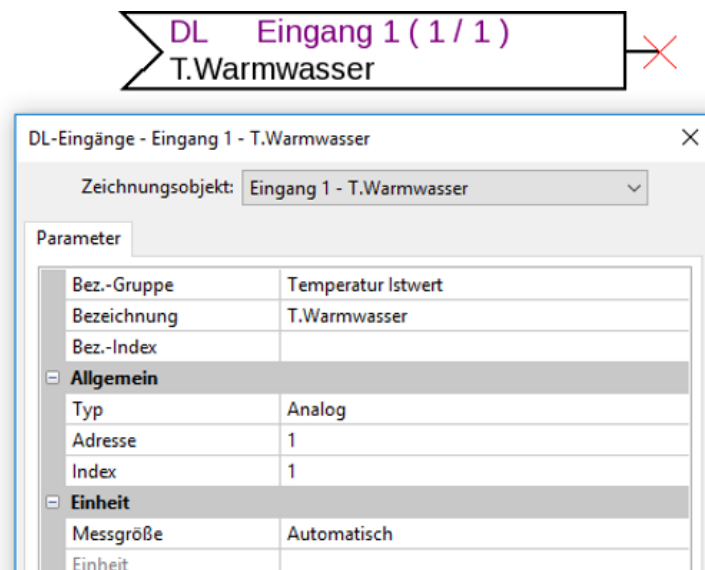 DL Eingang 1 ( 1 / 1 )
T.Warmwasser
DL-Eingänge - Eingang 1 - T.Warmwasser
Zeichnungsobjekt: Eingang 1 - T.Warmwasser
Parameter
Bez.-Gruppe Temperatur Istwert
Bezeichnung T.Warmwasser
Bez.-Index
Allgemein
Typ Analog
Adresse 1
Index 1
Einheit
Messgröße Automatisch
Einheit